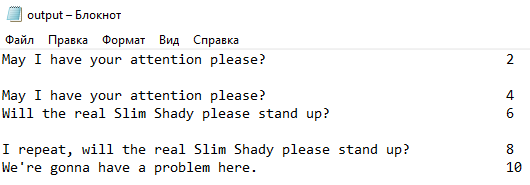 output – Блокнот
Файл Правка Формат Вид Справка
May I have your attention please? 2
May I have your attention please? 4
Will the real Slim Shady please stand up? 6
I repeat, will the real Slim Shady please stand up? 8
We're gonna have a problem here. 10